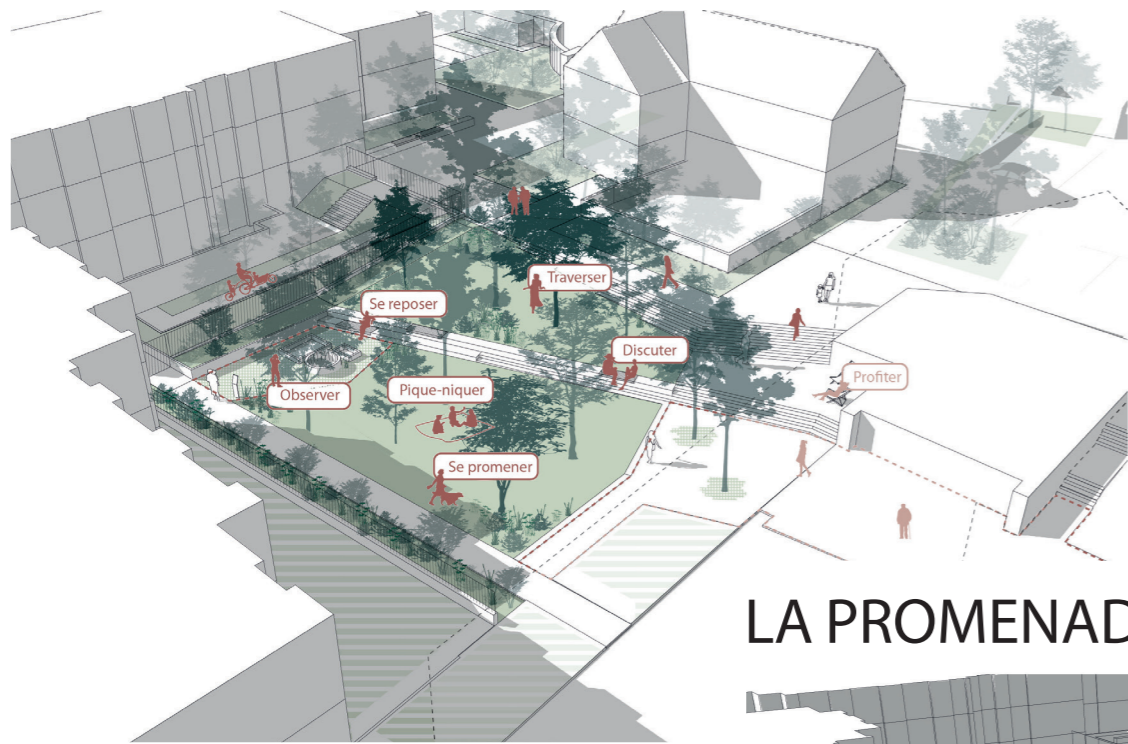 Traverser
Se reposer
Discuter
Profiter
Observer
Pique-niquer
Se promener
LA PROMENAD